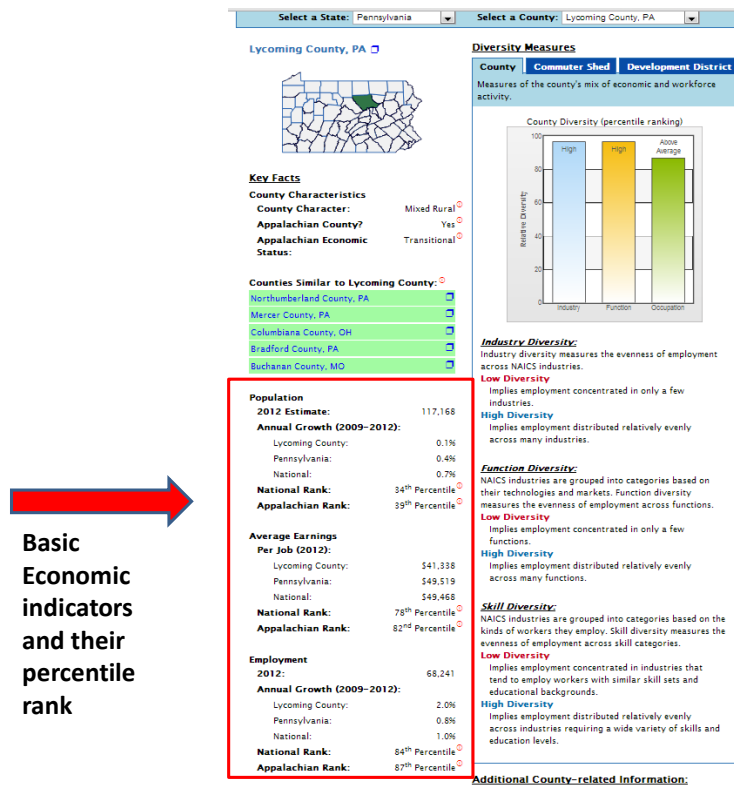 Select a State: Pennsylvania
Select a County: Lycoming County, PA
Lycoming County, PA
Key Facts
County Characteristics
County Character: Mixed Rural
Appalachian County? Yes
Appalachian Economic Transitional
Status:
Counties Similar to Lycoming County:
Northumberland County, PA
Mercer County, PA
Columbiana County, OH
Bradford County, PA
Buchanan County, MO
Population
2012 Estimate: 117,168
Annual Growth (2009-2012):
Lycoming County: 0.1%
Pennsylvania: 0.4%
National: 0.7%
National Rank: 34th Percentile
Appalachian Rank: 39th Percentile
Average Earnings
Per Job (2012):
Lycoming County: $41,338
Pennsylvania: $49,519
National: $49,468
National Rank: 78th Percentile
Appalachian Rank: 82nd Percentile
Employment
2012: 68,241
Annual Growth (2009-2012):
Lycoming County: 2.0%
Pennsylvania: 0.8%
National: 1.0%
National Rank: 84th Percentile
Appalachian Rank: 87th Percentile
Basic
Economic
indicators
and their
percentile
rank
Diversity Measures
County Commuter Shed Development District
Measures of the county's mix of economic and workforce
activity.
County Diversity (percentile ranking)
Relative Diversity
100
80
60
40
20
0
High
High
Above
Average
Industry Function Occupation
Industry Diversity:
Industry diversity measures the evenness of employment
across NAICS industries.
Low Diversity
Implies employment concentrated in only a few
industries.
High Diversity
Implies employment distributed relatively evenly
across many industries.
Function Diversity:
NAICS industries are grouped into categories based on
their technologies and markets. Function diversity
measures the evenness of employment across functions.
Low Diversity
Implies employment concentrated in only a few
functions.
High Diversity
Implies employment distributed relatively evenly
across many functions.
Skill Diversity:
NAICS industries are grouped into categories based on the
kinds of workers they employ. Skill diversity measures the
evenness of employment across skill categories.
Low Diversity
Implies employment concentrated in industries that
tend to employ workers with similar skill sets and
educational backgrounds.
High Diversity
Implies employment distributed relatively evenly
across industries requiring a wide variety of skills and
education levels.
Additional County-related Information: